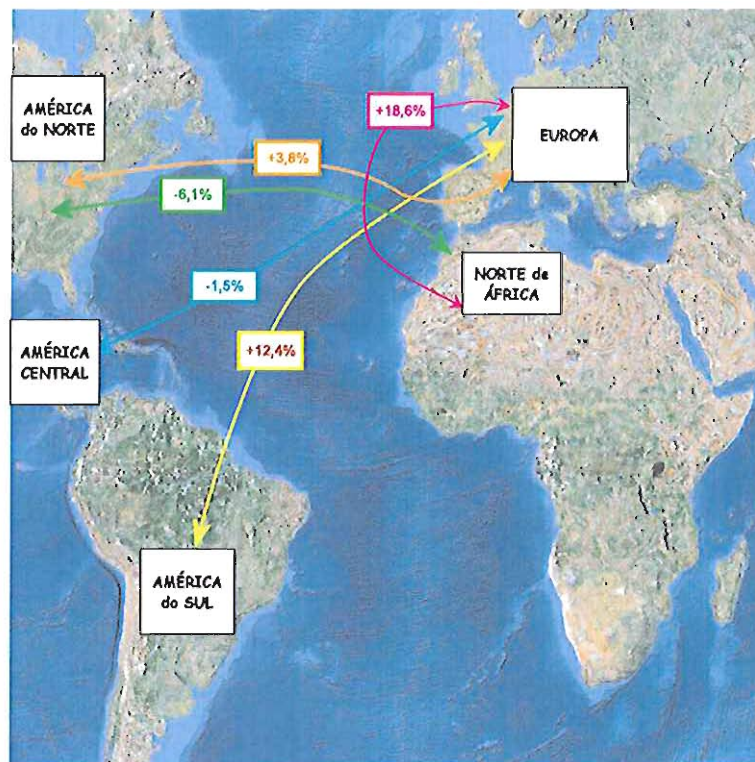 AMÉRICA
do NORTE
+18,6%
EUROPA
+3,8%
-6,1%
NORTE de
ÁFRICA
-1,5%
AMÉRICA
CENTRAL
+12,4%
AMÉRICA
do SUL